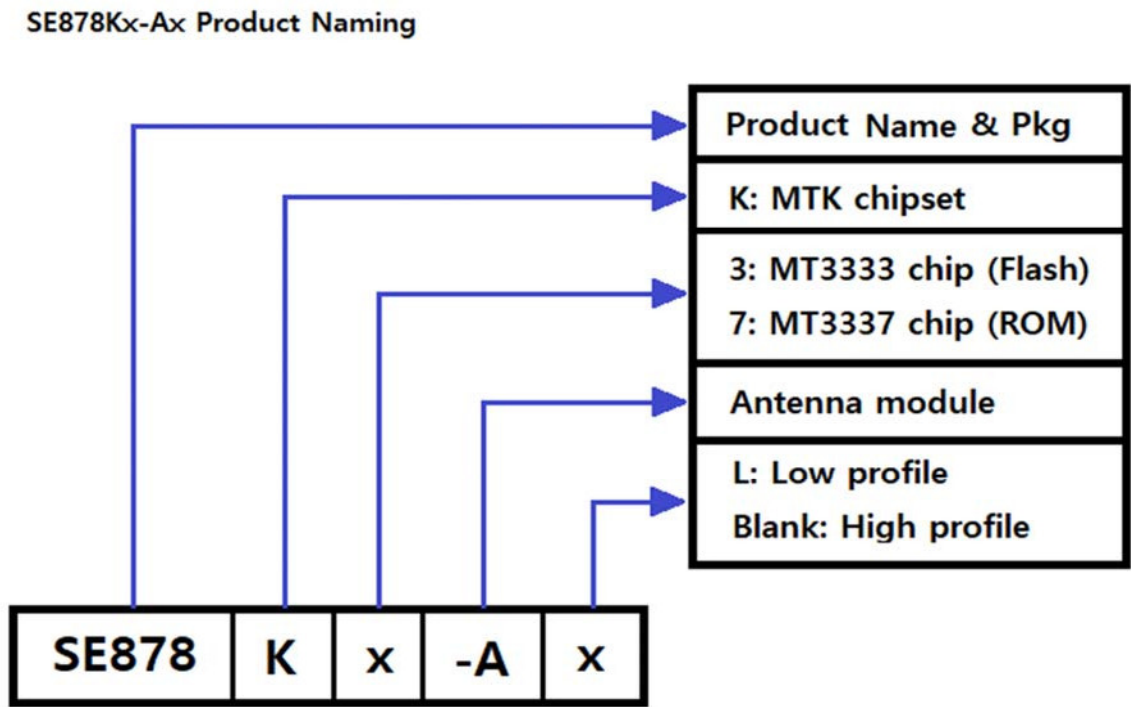 SE878Kx-Ax Product Naming
Product Name & Pkg
K: MTK chipset
3: MT3333 chip (Flash)
7: MT3337 chip (ROM)
Antenna module
L: Low profile
Blank: High profile
SE878 K x -A x